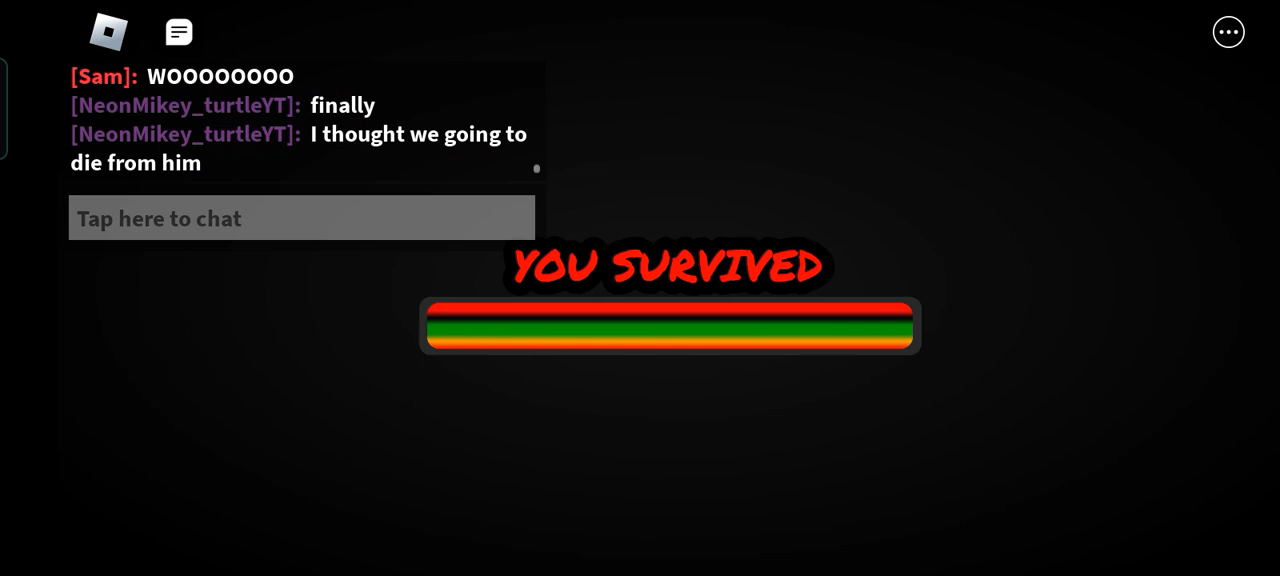 [Sam]: WOOOOOOOO
[NeonMikey_turtleYT]: finally
[NeonMikey_turtleYT]: I thought we going to
die from him
Tap here to chat
YOU SURVIVED